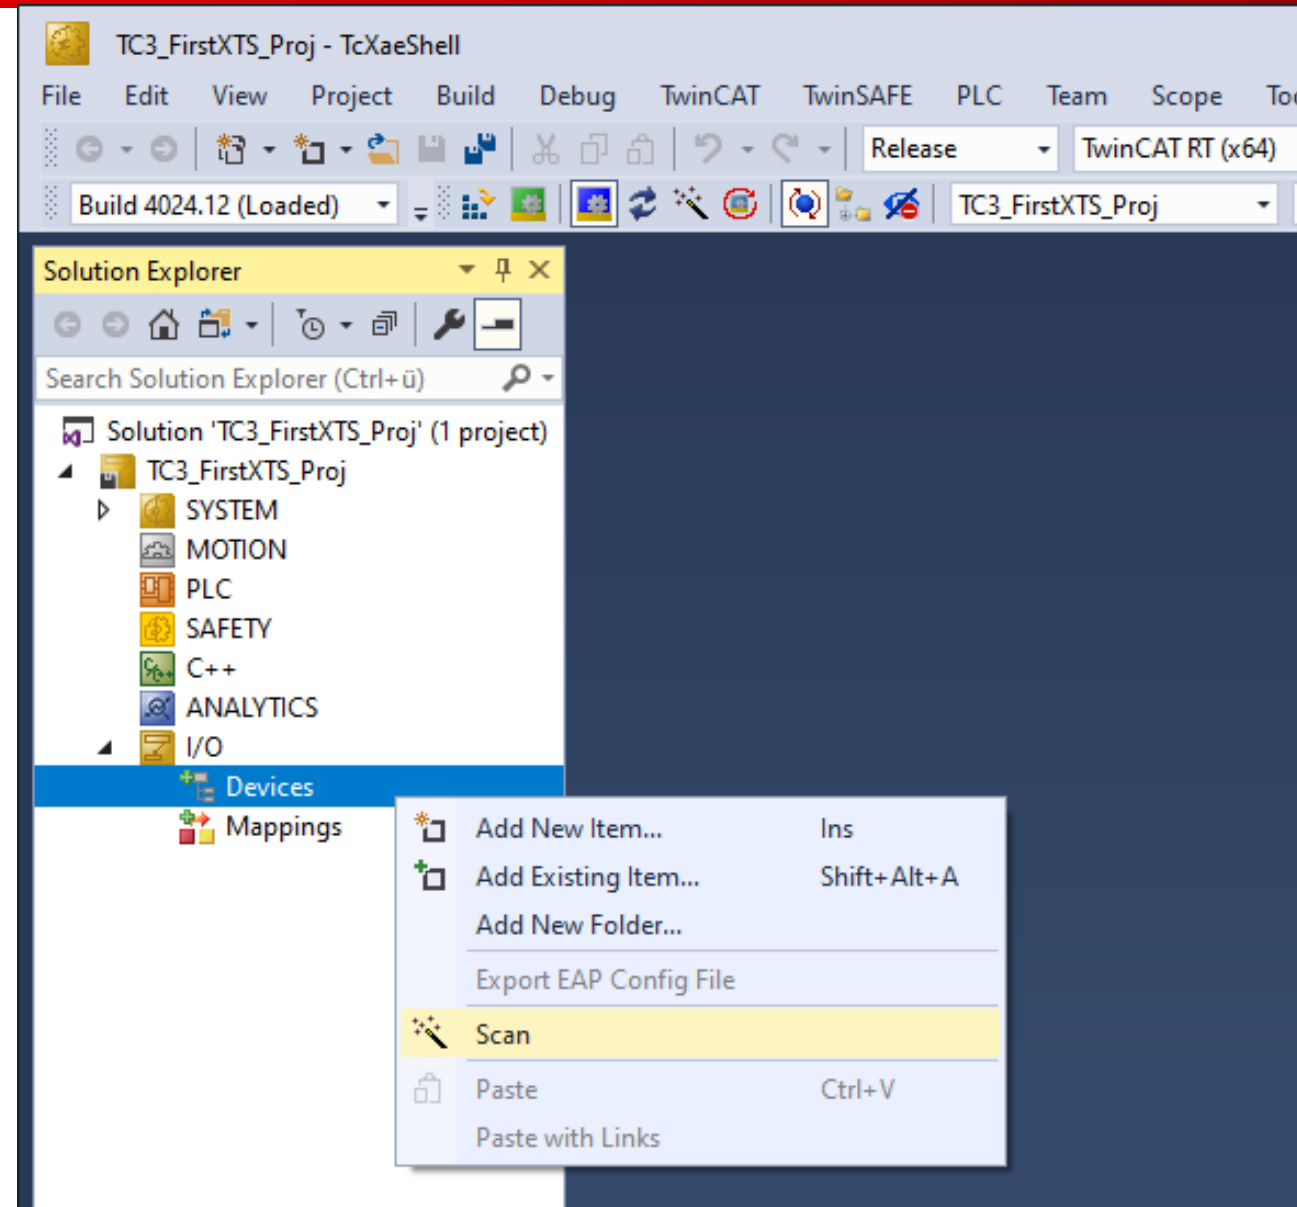 TC3_FirstXTS_Proj - TcXaeShell
File Edit View Project Build Debug TwinCAT TwinSAFE PLC Team Scope
Release TwinCAT RT (x64)
Build 4024.12 (Loaded) TC3_FirstXTS_Proj
Solution Explorer
Search Solution Explorer (Ctrl+ü)
Solution 'TC3_FirstXTS_Proj' (1 project)
TC3_FirstXTS_Proj
SYSTEM
MOTION
PLC
SAFETY
C++
ANALYTICS
I/O
Devices
Mappings
Add New Item... Ins
Add Existing Item... Shift+Alt+A
Add New Folder...
Export EAP Config File
Scan
Paste Ctrl+V
Paste with Links